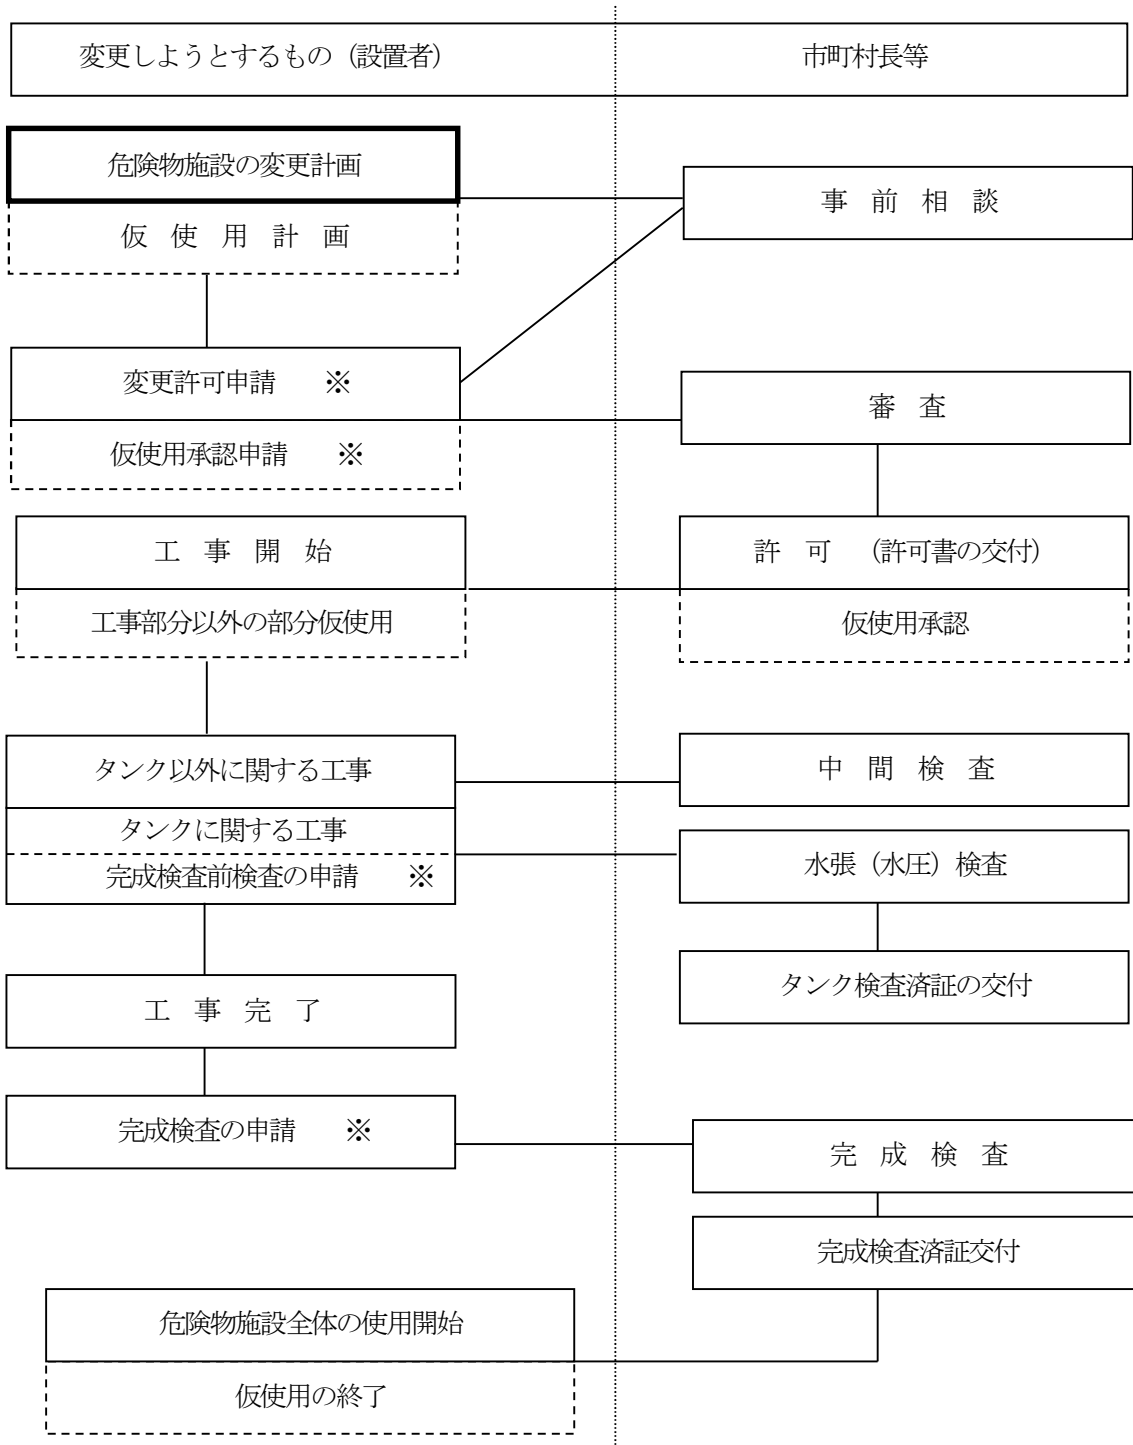 変更しようとするもの（設置者）
市町村長等
危険物施設の変更計画
仮　使　用　計　画
事　前　相　談
変更許可申請　　※
仮使用承認申請　　※
審　査
工　事　開　始
工事部分以外の部分仮使用
許　可　（許可書の交付）
仮使用承認
タンク以外に関する工事
タンクに関する工事
完成検査前検査の申請　　※
中　間　検　査
水張（水圧）検査
タンク検査済証の交付
工　事　完　了
完成検査の申請　　※
完　成　検　査
完成検査済証交付
危険物施設全体の使用開始
仮使用の終了